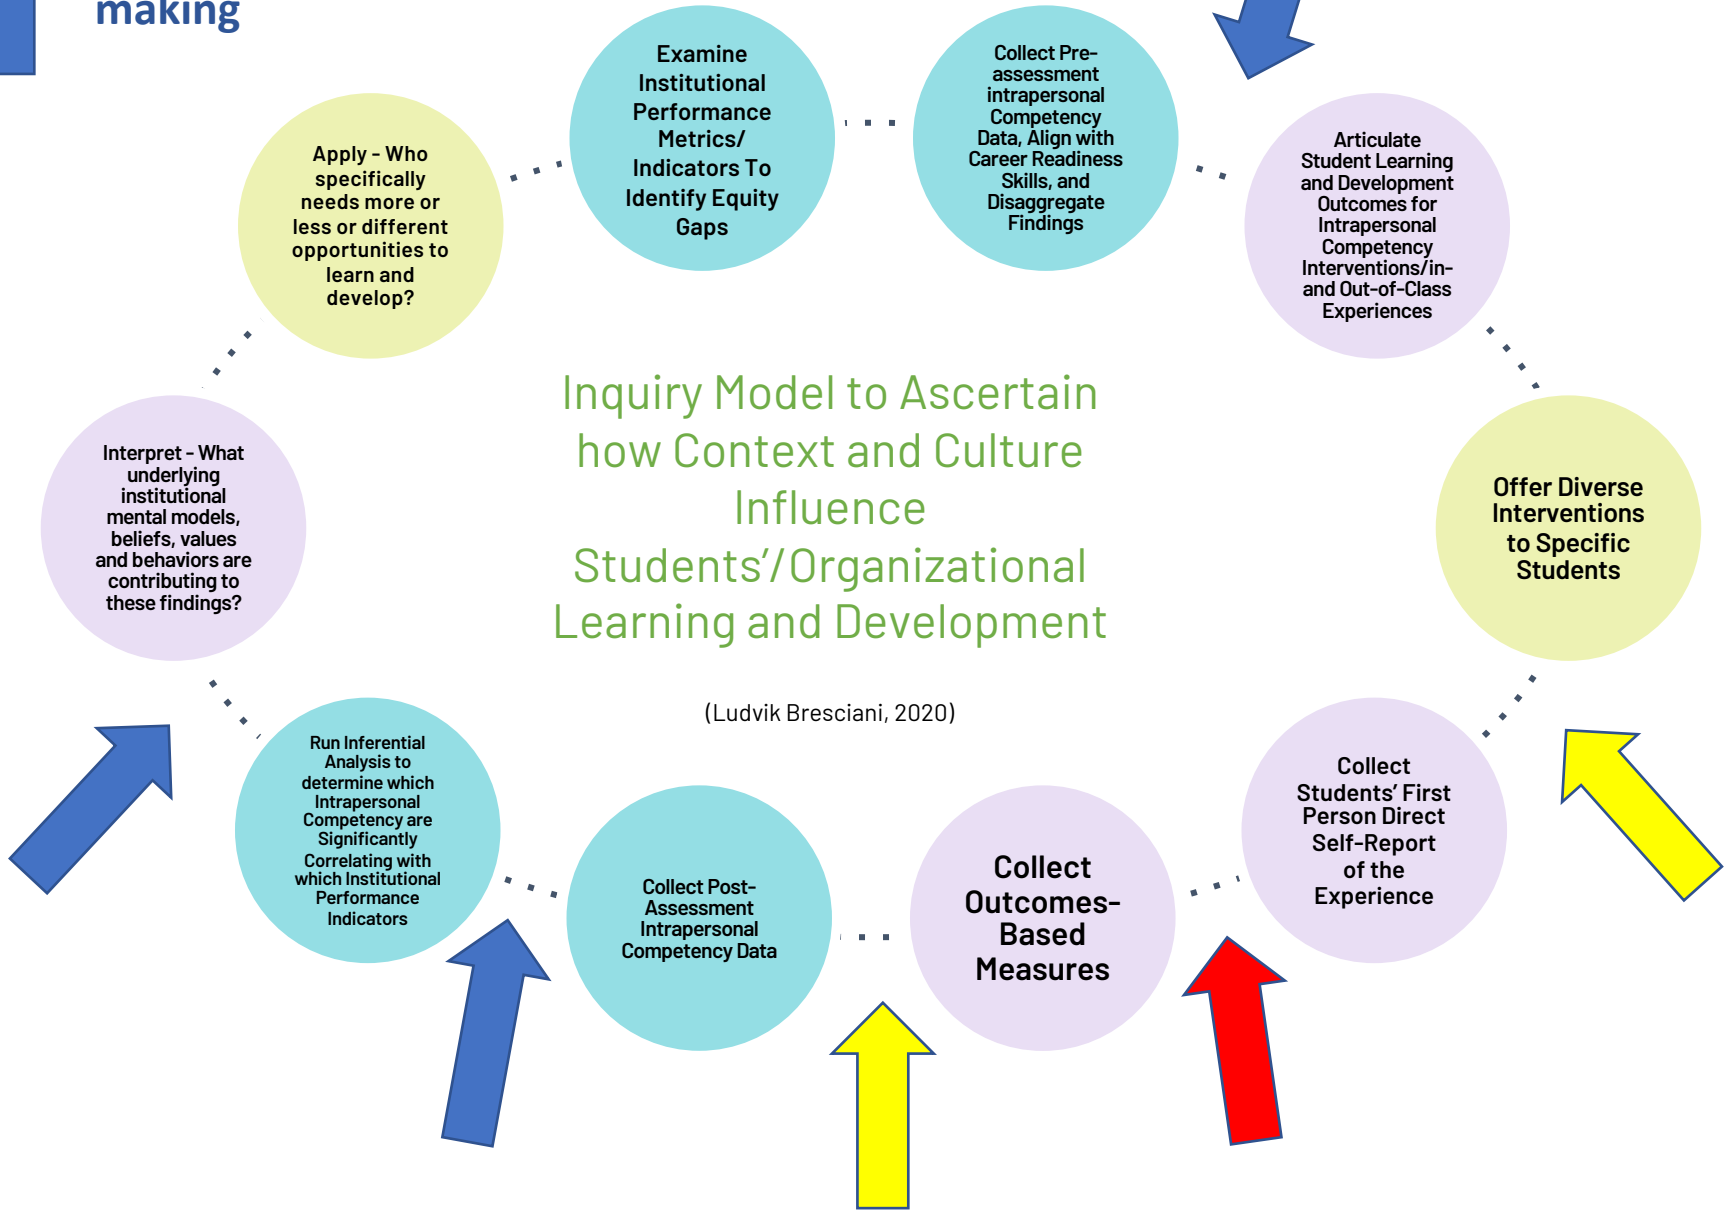 making
Examine
Institutional
Performance
Metrics/
Indicators To
Identify Equity
Gaps
Collect Pre-
assessment
intrapersonal
Competency
Data, Align with
Career Readiness
Skills, and
Disaggregate
Findings
Articulate
Student Learning
and Development
Outcomes for
Intrapersonal
Competency
Interventions/in-
and Out-of-Class
Experiences
Offer Diverse
Interventions
to Specific
Students
Collect
Students’ First
Person Direct
Self-Report
of the
Experience
Collect
Outcomes-
Based
Measures
Collect Post-
Assessment
Intrapersonal
Competency Data
Run Inferential
Analysis to
determine which
Intrapersonal
Competency are
Significantly
Correlating with
which Institutional
Performance
Indicators
Interpret - What
underlying
institutional
mental models,
beliefs, values
and behaviors are
contributing to
these findings?
Apply - Who
specifically
needs more or
less or different
opportunities to
learn and
develop?
Inquiry Model to Ascertain
how Context and Culture
Influence
Students’/Organizational
Learning and Development
(Ludvik Bresciani, 2020)